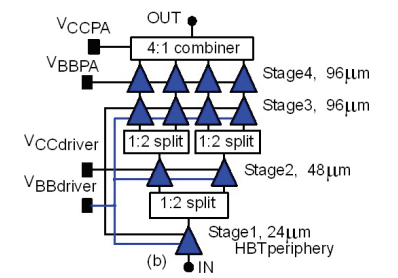 OUT
VCCPA
4:1 combiner
VBBPA
Stage4, 96μm
Stage3, 96μm
VCCdriver
1:2 split 1:2 split
Stage2, 48μm
VBBdriver
1:2 split
Stage1, 24μm
HBTperiphery
(b)
IN